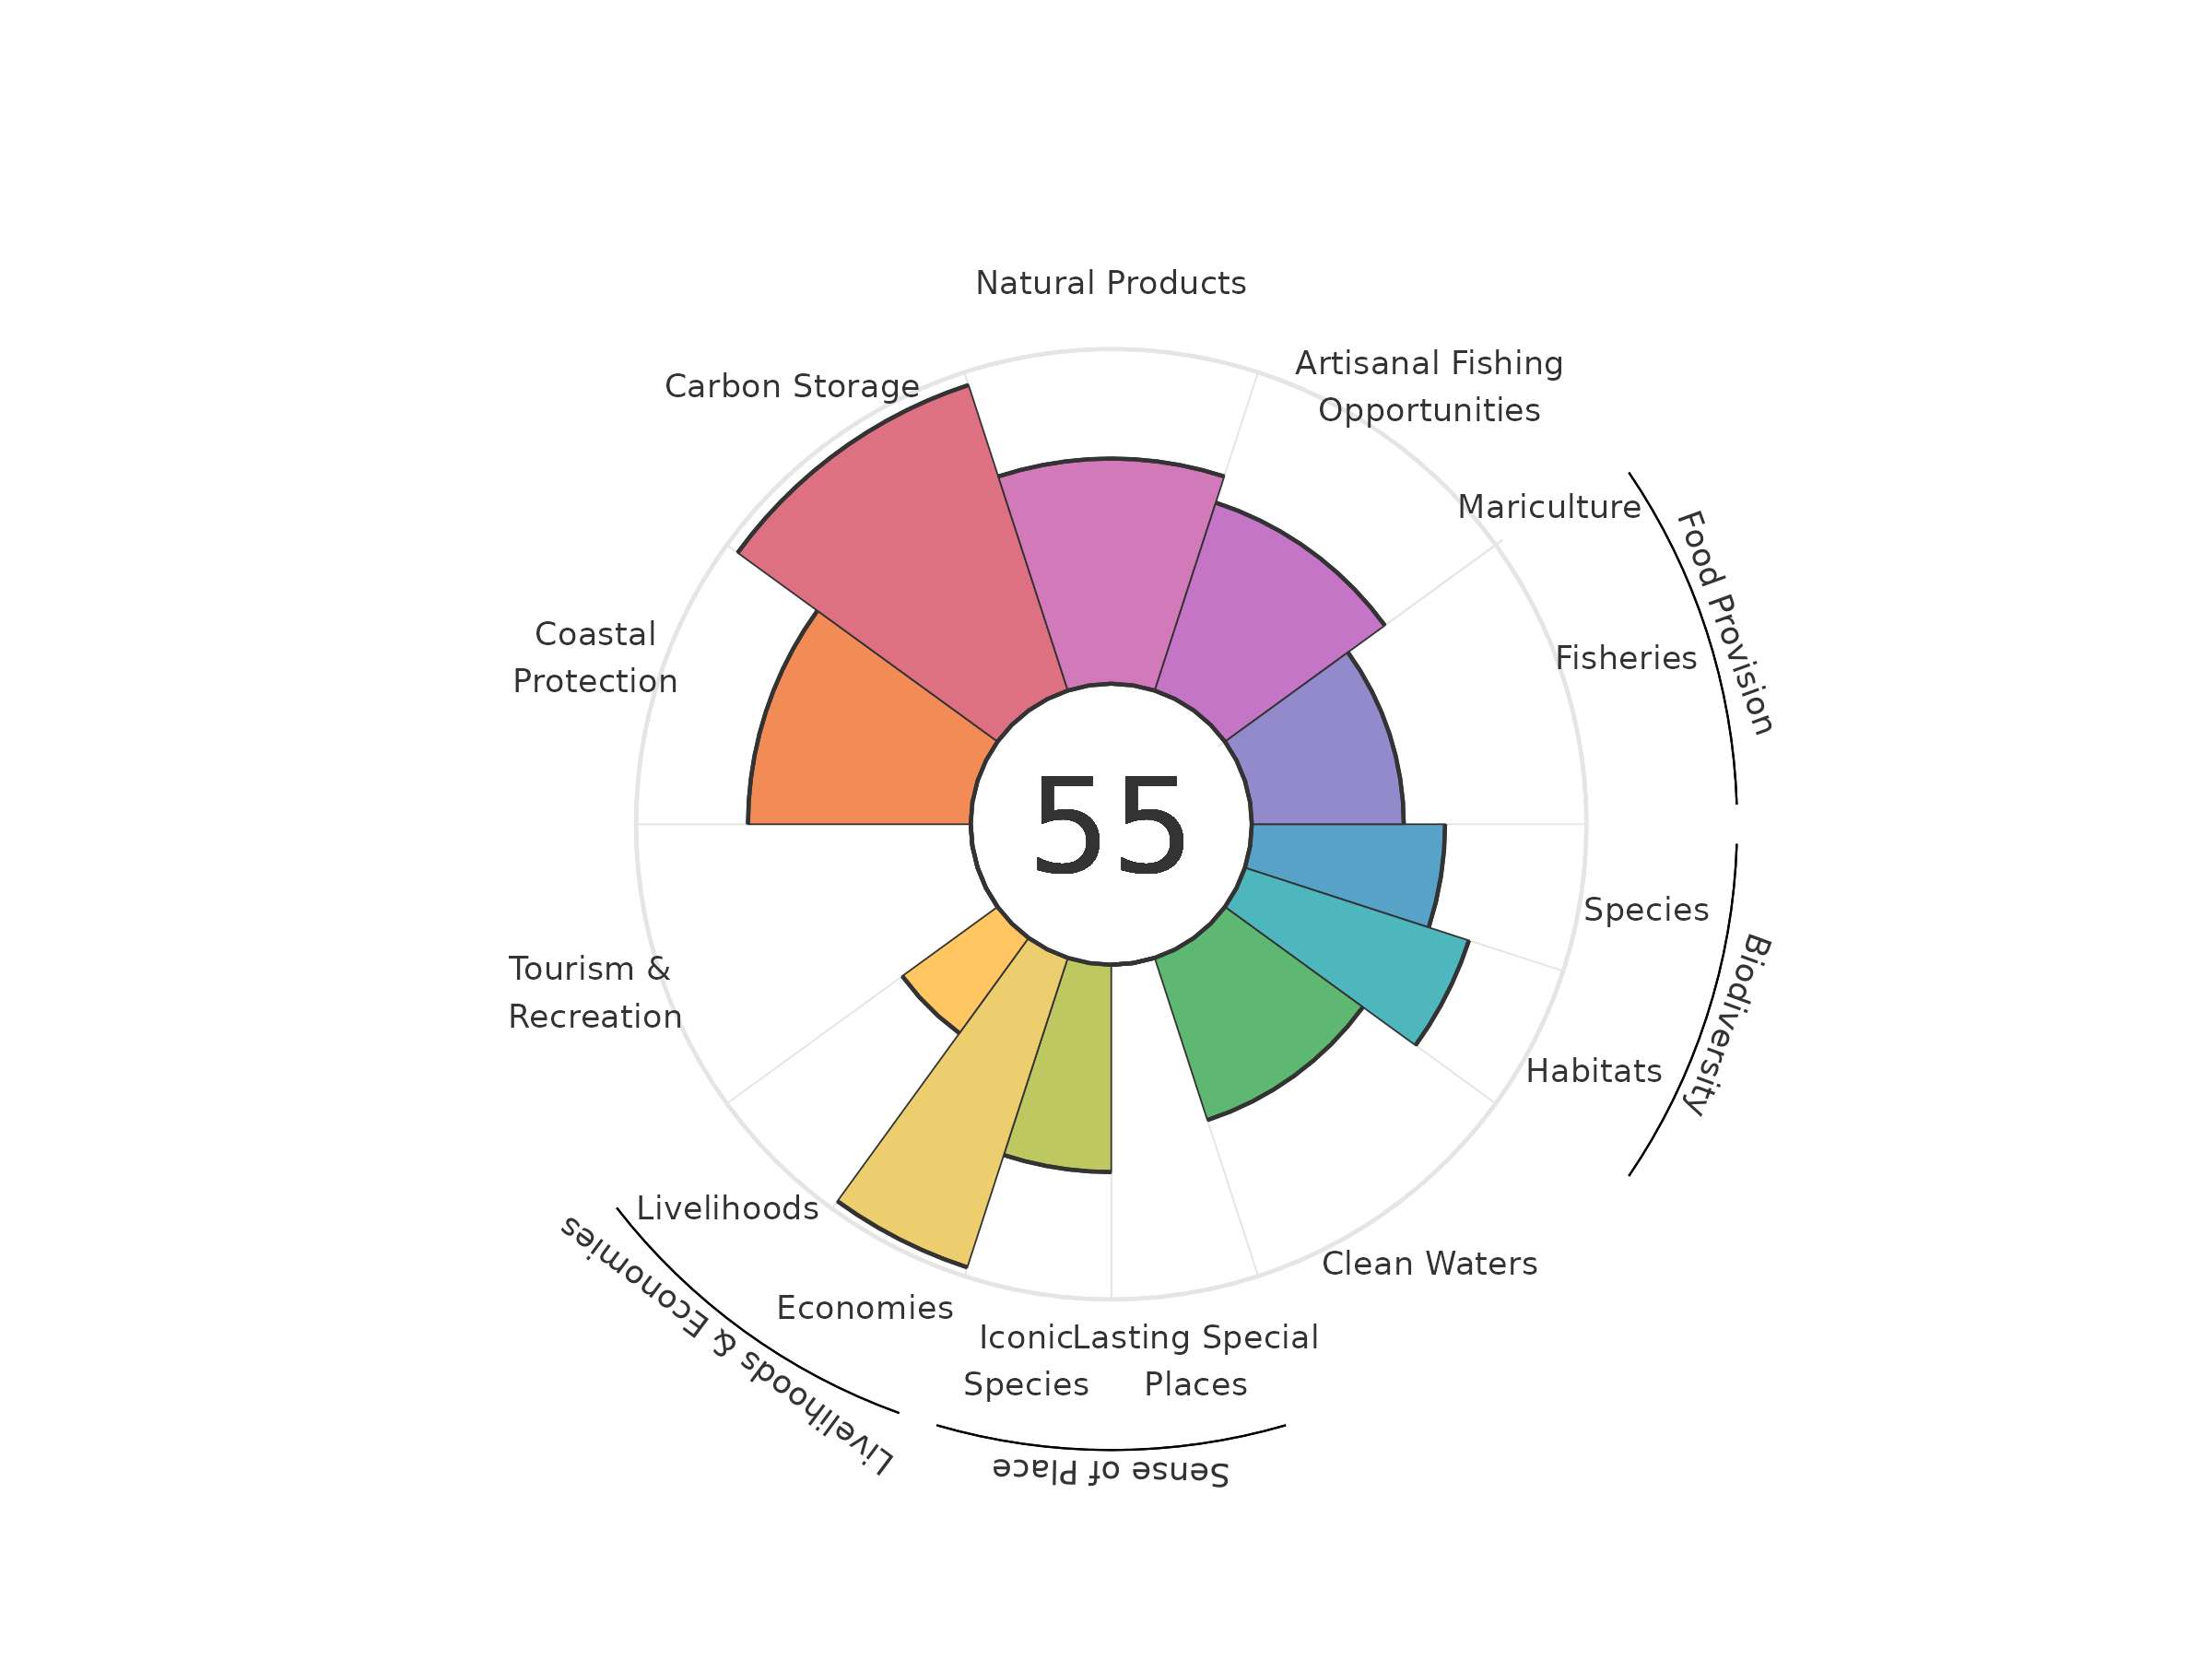 Natural Products
Artisanal Fishing
Opportunities
Carbon Storage
Mariculture
Food Provision
Coastal
Protection
Fisheries
55
Species
Biodiversity
Tourism &
Recreation
Habitats
Livelihoods
Clean Waters
Economies
Livelihoods & Economies
Iconic
Species
Lasting Special
Places
Sense of Place